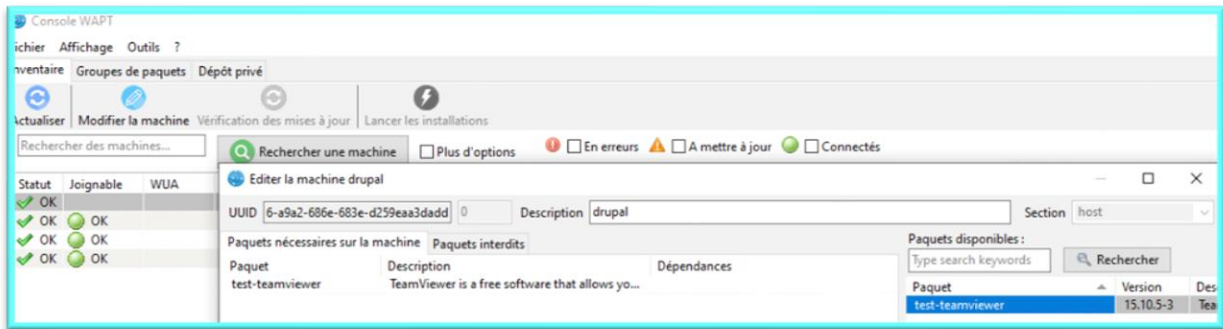 Console WAPT
ichier Affichage Outils ?
nventaire Groupes de paquets Dépôt privé
Actualiser Modifier la machine Vérification des mises à jour Lancer les installations
Rechercher des machines... Rechercher une machine Plus d'options En erreurs A mettre à jour Connectés
Statut Joignable WUA
OK
OK OK
OK OK
OK OK
Editer la machine drupal
UUID 6-a9a2-686e-683e-d259eaa3dadd 0 Description drupal Section host
Paquets nécessaires sur la machine Paquets interdits
Paquet Description Dépendances
test-teamviewer TeamViewer is a free software that allows yo...
Paquets disponibles :
Type search keywords Rechercher
Paquet Version Des
test-teamviewer 15.10.5-3 Tea